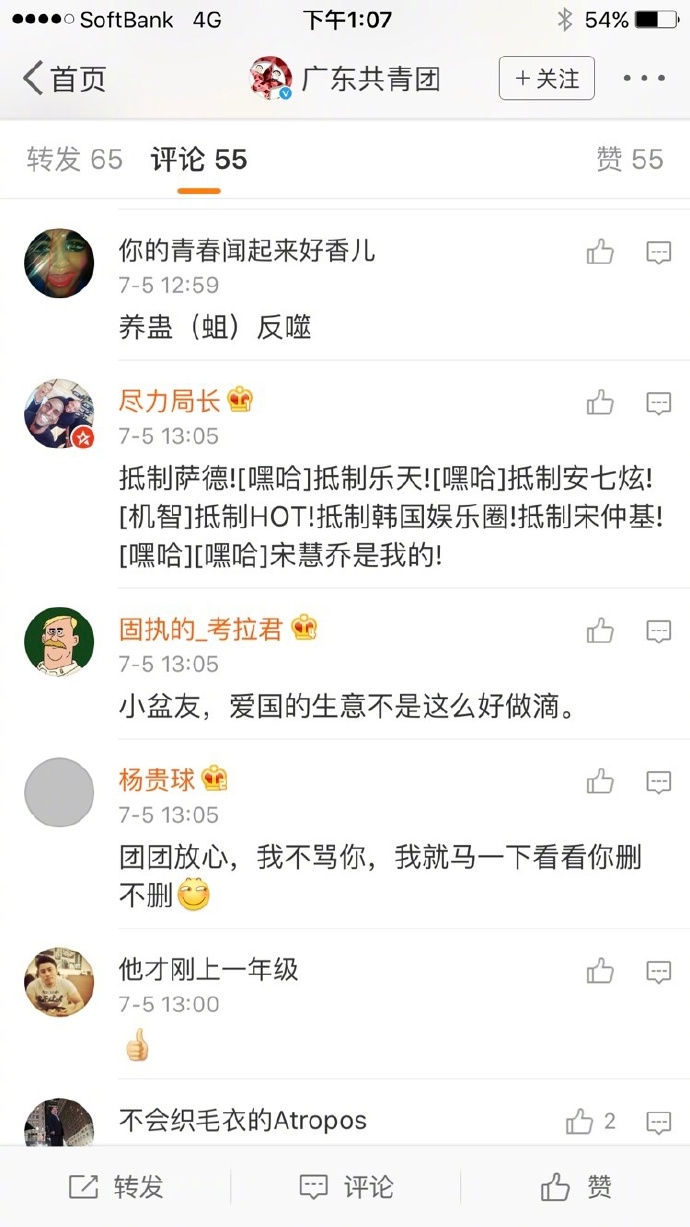 SoftBank 4G 下午1:07 54%
首页 广东共青团 +关注
转发 65 评论 55 赞 55
你的青春闻起来好香儿
7-5 12:59
养蛊（蛆）反噬
尽力局长
7-5 13:05
抵制萨德![嘿哈]抵制乐天![嘿哈]抵制安七炫!
[机智]抵制HOT!抵制韩国娱乐圈!抵制宋仲基!
[嘿哈][嘿哈]宋慧乔是我的!
固执的_考拉君
7-5 13:05
小盆友，爱国的生意不是这么好做滴。
杨贵球
7-5 13:05
团团放心，我不骂你，我就马一下看看你删
不删
他才刚上一年级
7-5 13:00
不会织毛衣的Atropos
2
转发 评论 赞